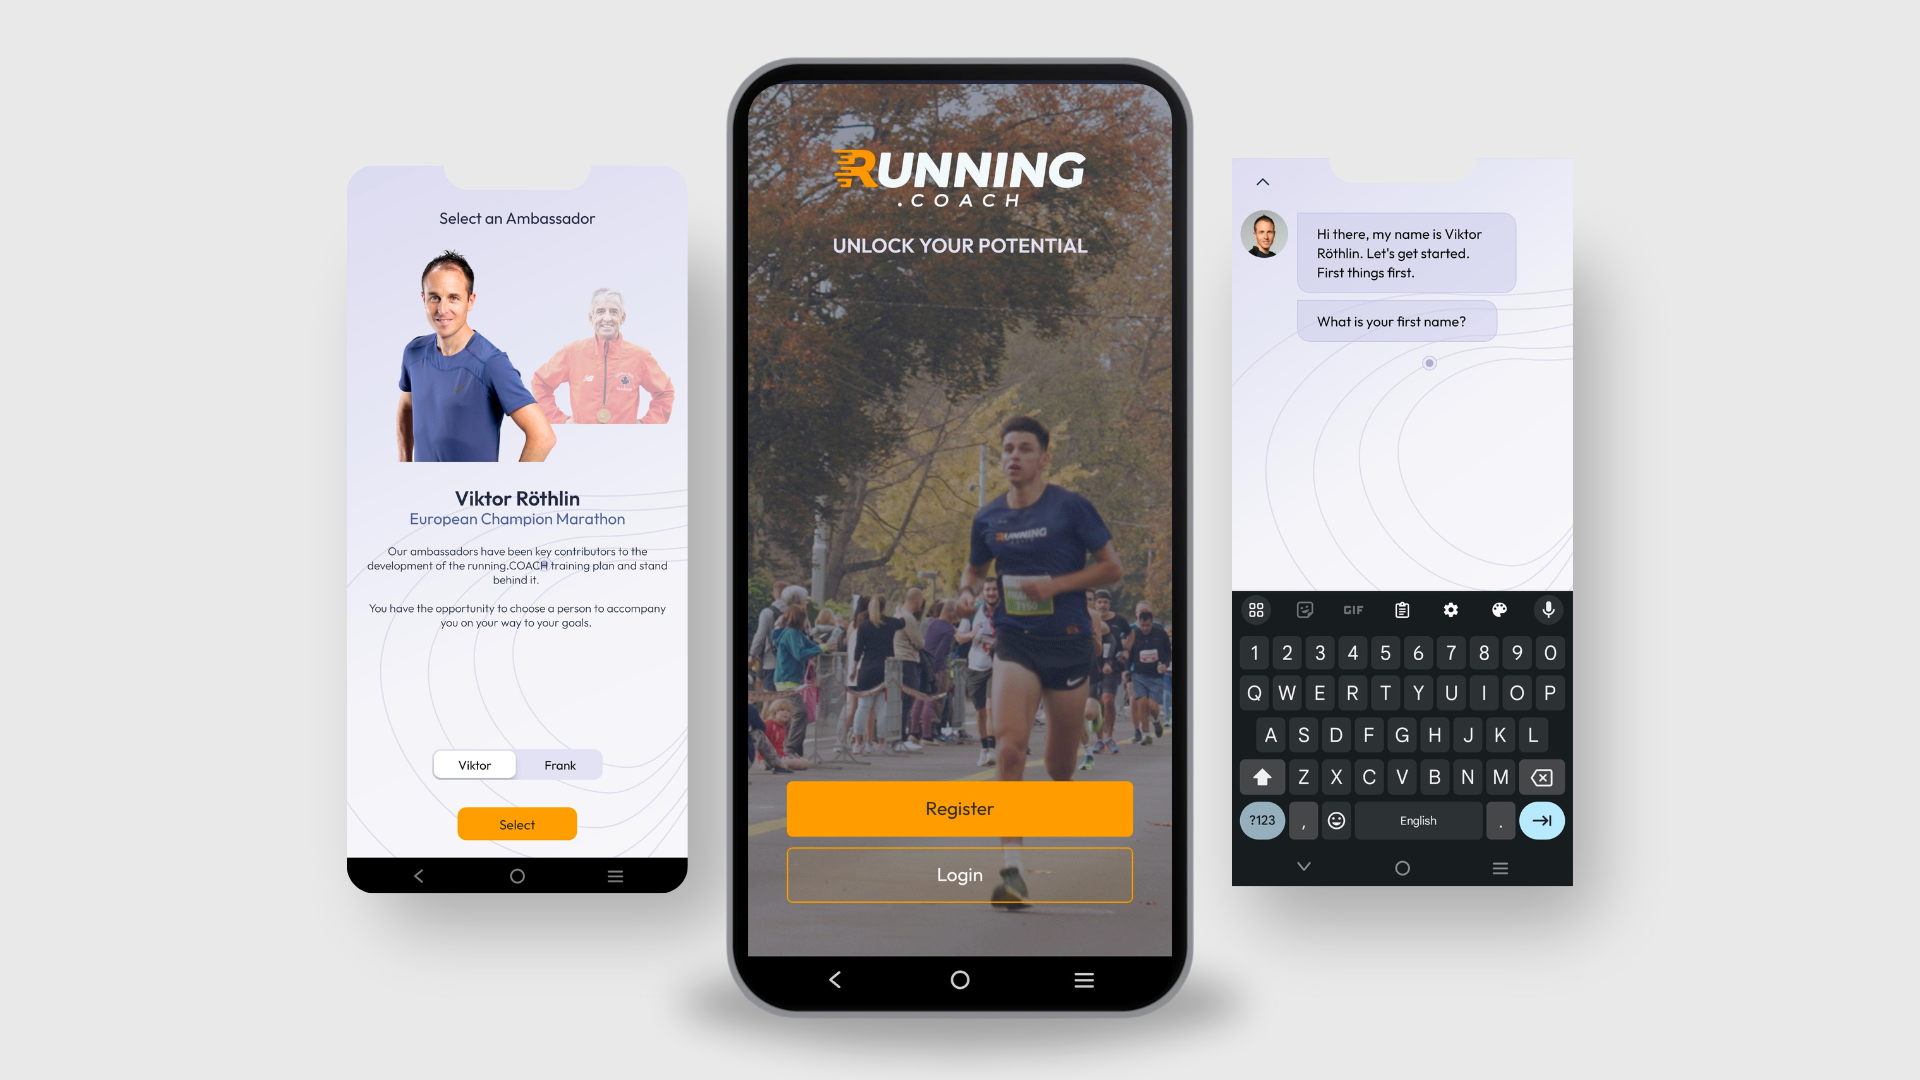 Select an Ambassador
Viktor Röthlin
European Champion Marathon
Our ambassadors have been key contributors to the
development of the running.COACH training plan and stand
behind it.
You have the opportunity to choose a person to accompany
you on your way to your goals.
Viktor
Frank
Select
RUNNING
.COACH
UNLOCK YOUR POTENTIAL
RUNNING
Register
Login
Hi there, my name is Viktor
Röthlin. Let's get started.
First things first.
What is your first name?
GIF
1 2 3 4 5 6 7 8 9 0
Q W E R T Y U I O P
A S D F G H J K L
Z X C V B N M
?123 , English .